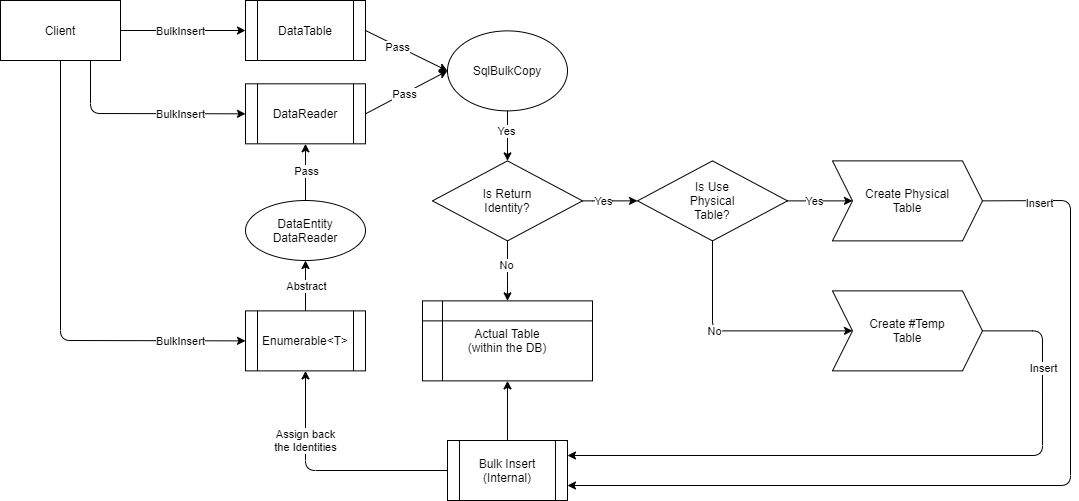 Client
BulkInsert
DataTable
Pass
SqlBulkCopy
BulkInsert
DataReader
Pass
Yes
Pass
Is Return
Identity?
Yes
Is Use
Physical
Table?
Yes
Create Physical
Table
Insert
DataEntity
DataReader
No
Abstract
BulkInsert
Enumerable<T>
Actual Table
(within the DB)
No
Create #Temp
Table
Insert
Assign back
the Identities
Bulk Insert
(Internal)